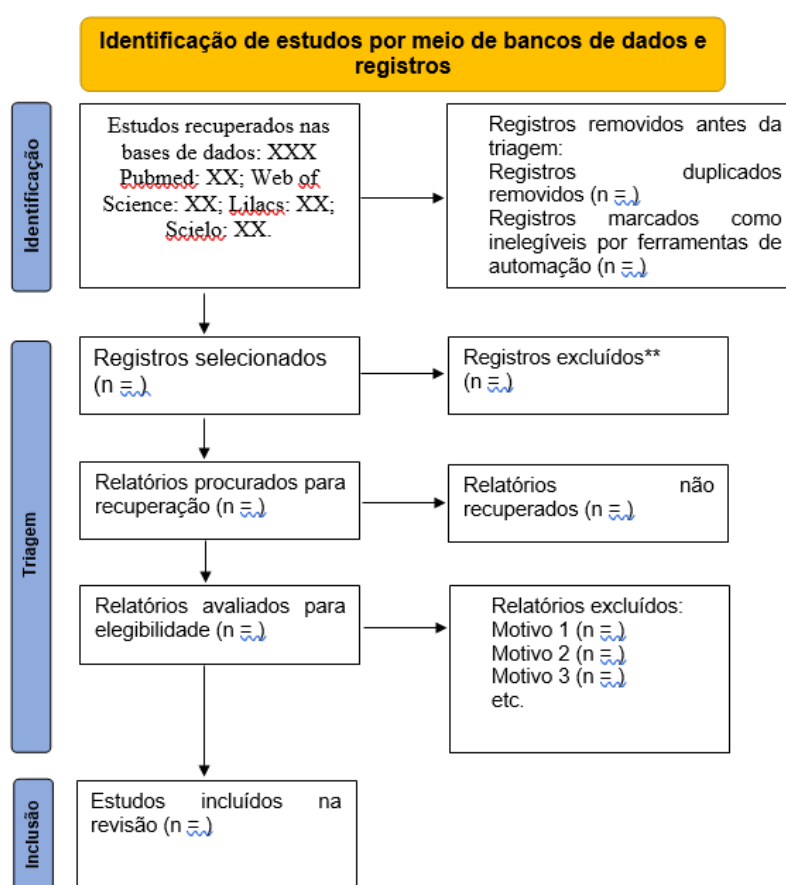 Identificação de estudos por meio de bancos de dados e
registros
Identificação
Estudos recuperados nas
bases de dados: XXX
Pubmed: XX; Web of
Science: XX; Lilacs: XX;
Scielo: XX.
Registros removidos antes da
triagem:
Registros duplicados
removidos (n = )
Registros marcados como
inelegíveis por ferramentas de
automação (n = )
Triagem
Registros selecionados
(n = )
Registros excluídos**
(n = )
Relatórios procurados para
recuperação (n = )
Relatórios não
recuperados (n = )
Relatórios avaliados para
elegibilidade (n = )
Relatórios excluídos:
Motivo 1 (n = )
Motivo 2 (n = )
Motivo 3 (n = )
etc.
Inclusão
Estudos incluídos na
revisão (n = )